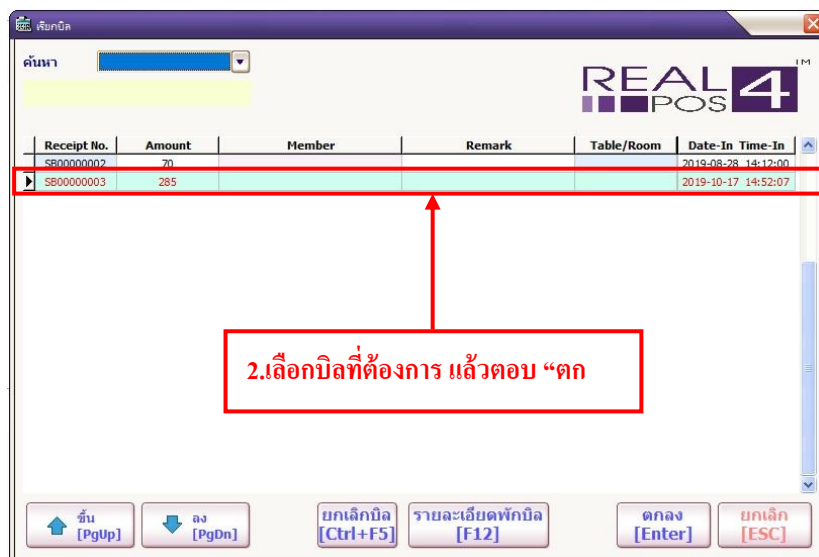 เรียกบิล
ค้นหา
REAL 4 TM
POS
Receipt No. Amount Member Remark Table/Room Date-In Time-In
SB00000002 70 2019-08-28 14:12:00
SB00000003 285 2019-10-17 14:52:07
2.เลือกบิลที่ต้องการ แล้วตอบ “ตก
ขึ้น ลง ยกเลิกบิล รายละเอียดพักบิล ตกลง ยกเลิก
[PgUp] [PgDn] [Ctrl+F5] [F12] [Enter] [ESC]